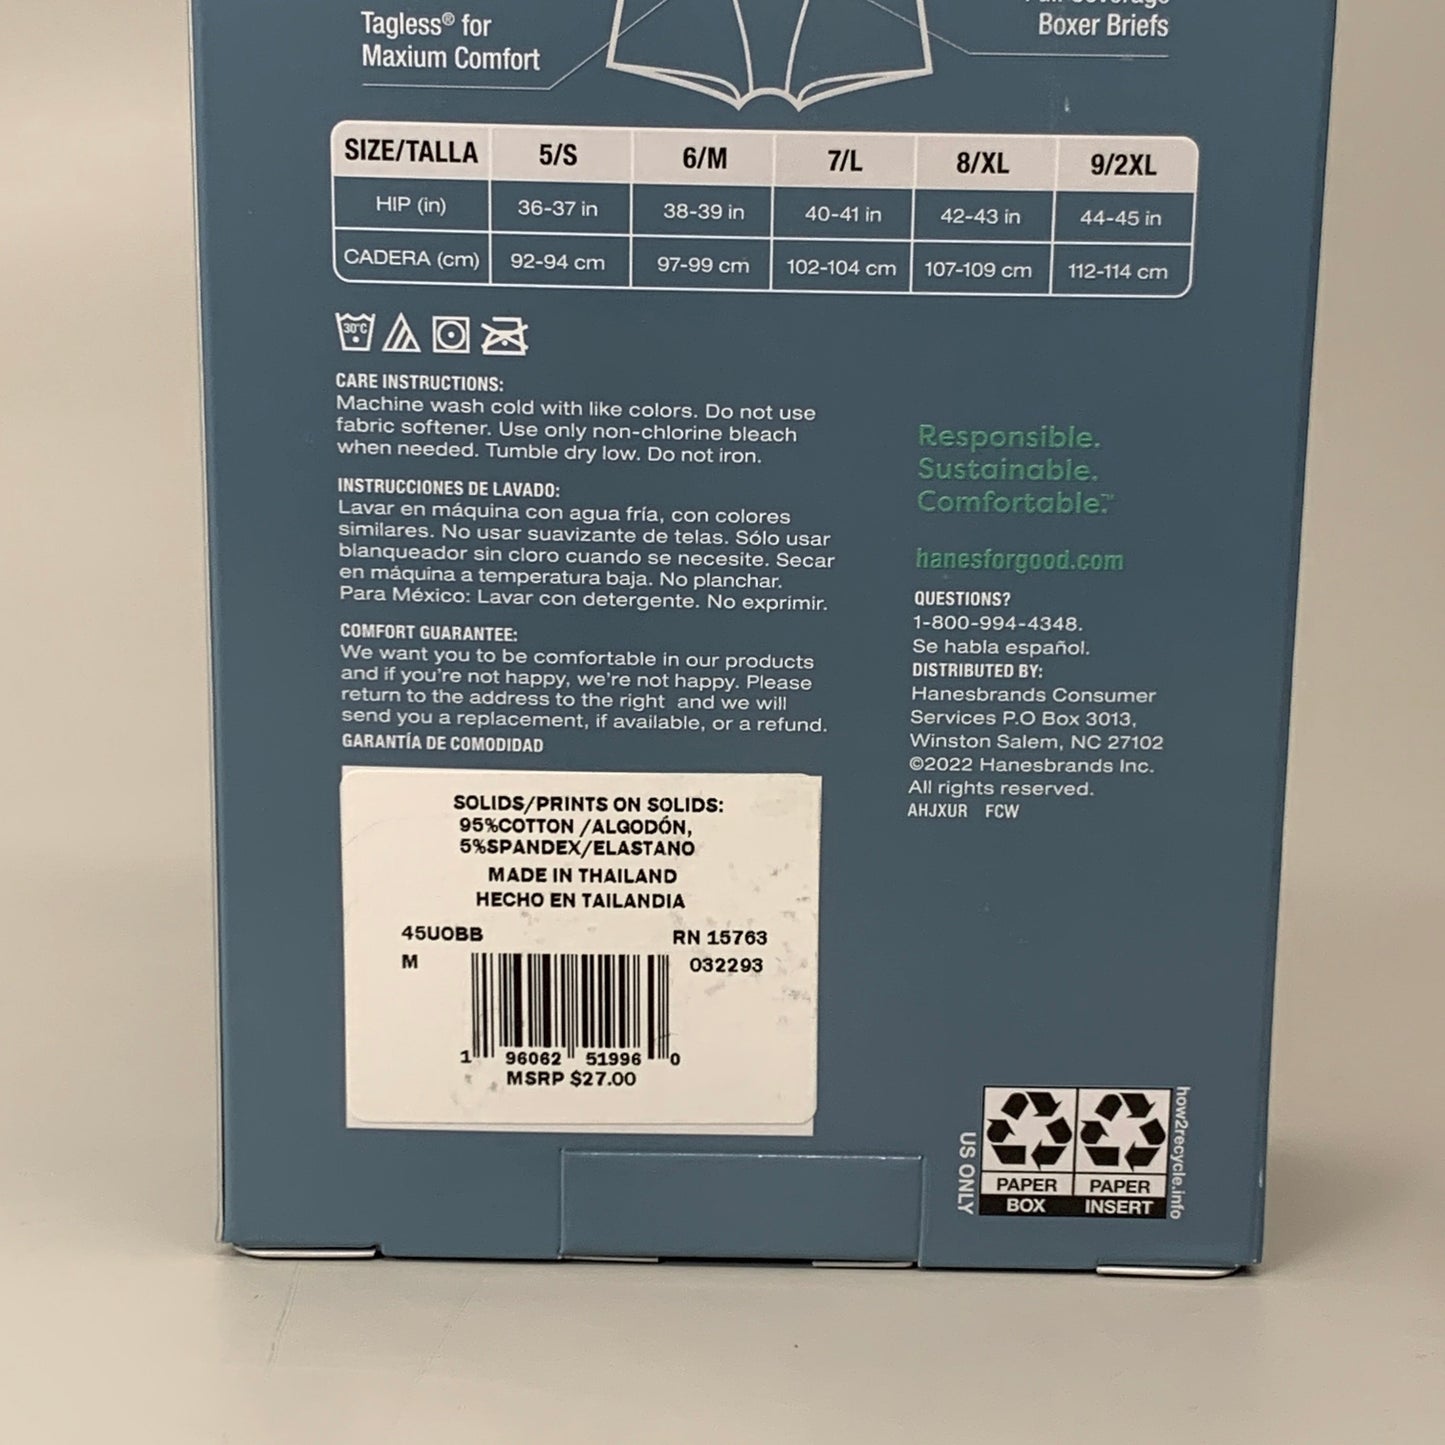 Tagless® for
Maxium Comfort
Boxer Briefs
SIZE/TALLA 5/S 6/M 7/L 8/XL 9/2XL
HIP (in) 36-37 in 38-39 in 40-41 in 42-43 in 44-45 in
CADERA (cm) 92-94 cm 97-99 cm 102-104 cm 107-109 cm 112-114 cm
30°C
CARE INSTRUCTIONS:
Machine wash cold with like colors. Do not use
fabric softener. Use only non-chlorine bleach
when needed. Tumble dry low. Do not iron.
INSTRUCCIONES DE LAVADO:
Lavar en máquina con agua fría, con colores
similares. No usar suavizante de telas. Sólo usar
blanqueador sin cloro cuando se necesite. Secar
en máquina a temperatura baja. No planchar.
Para México: Lavar con detergente. No exprimir.
COMFORT GUARANTEE:
We want you to be comfortable in our products
and if you're not happy, we're not happy. Please
return to the address to the right and we will
send you a replacement, if available, or a refund.
GARANTÍA DE COMODIDAD
Responsible.
Sustainable.
Comfortable.™
hanesforgood.com
QUESTIONS?
1-800-994-4348.
Se habla español.
DISTRIBUTED BY:
Hanesbrands Consumer
Services P.O Box 3013,
Winston Salem, NC 27102
©2022 Hanesbrands Inc.
All rights reserved.
AHJXUR FCW
SOLIDS/PRINTS ON SOLIDS:
95%COTTON /ALGODÓN,
5%SPANDEX/ELASTANO
MADE IN THAILAND
HECHO EN TAILANDIA
45UOBB RN 15763
M 032293
1 96062 51996 0
MSRP $27.00
US ONLY
PAPER PAPER
BOX INSERT
how2recycle.info